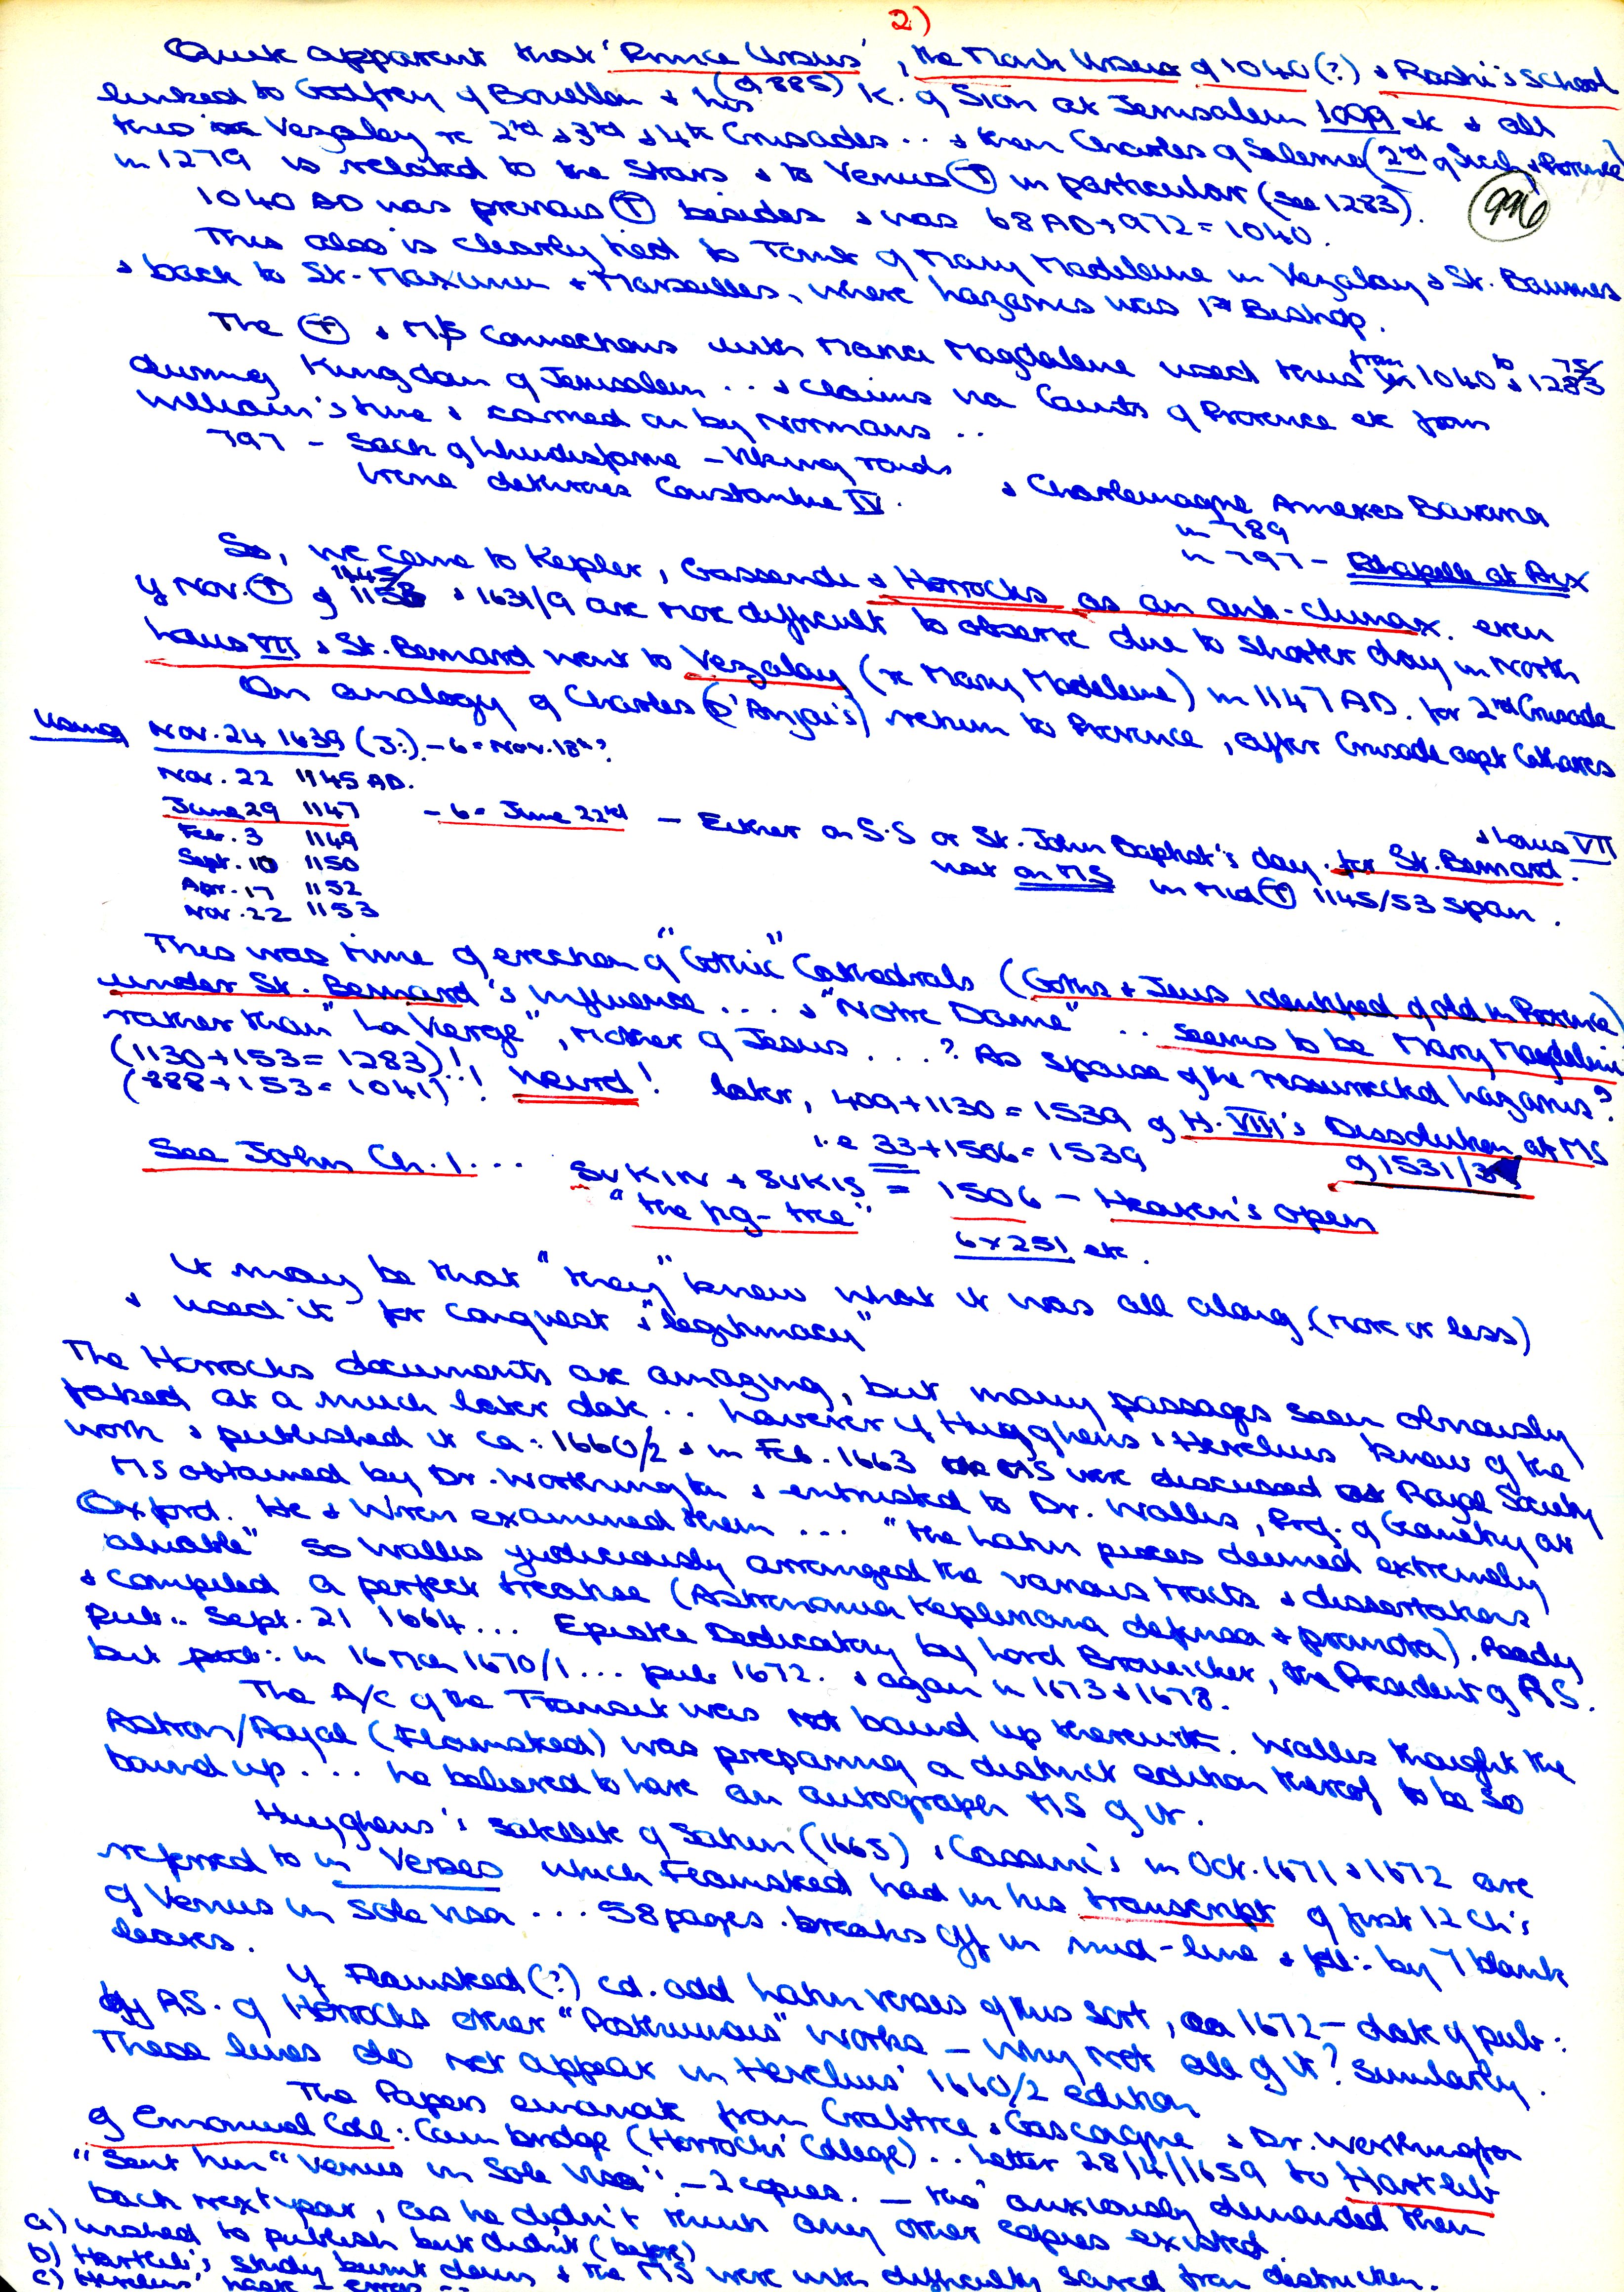 2)
Quite apparent that 'Prince Ursus', the Monk Ursus of 1040(?) & Rashi's School
linked to Godfrey of Bouillon & his (of 885) K. of Sion at Jerusalem 1099 etc & all
thro' Vezelay re 2nd & 3rd & 4th Crusades .. & then Charles of Salerno (2nd of Sicily & Provence)
in 1279 is related to the Stars & to Venus (T) in particular (See 1283).
996
1040 AD was previous (T) besides & was 68 AD + 972 = 1040.
This also is clearly tied to Tomb of Mary Madeleine in Vezalay & St. Baumes
& back to St. Maximin & Marseilles, where Lazarus was 1st Bishop.
The (T) & M/S connections with Maria Magdalene used thus from 1040 to 1283 75/
during Kingdom of Jerusalem .. & claims via Counts of Provence etc from
William's time & carried on by Normans ..
797 - Sack of Lindisfarne - Viking raids
Irene dethrones Constantine IV. & Charlemagne Annexes Bavaria
in 789
in 797 - Chapelle at Aix
So, we come to Kepler, Gassendi & Horrocks as an anti-climax. even
if Nov. (T) of 1145/ 1153 & 1631/9 are more difficult to observe due to shorter day in North
Louis VII & St. Bernard went to Vezalay (re Mary Madeleine) in 1147 AD. for 2nd Crusade
On analogy of Charles (D'Anjou's) return to Provence, after Crusade agst Cathares
Using Nov. 24 1639 (J:) - 6 = Nov. 18th?
Nov. 22 1145 AD.
June 29 1147 - 6 = June 22nd - Either on S.S or St. John Baptist's day for St. Bernard. & Louis VII
Feb. 3 1149
not on MS in Mid (T) 1145/53 span.
Sept. 10 1150
Apr. 17 1152
Nov. 22 1153
This was time of erection of "Gothic" Cathedrals (Goths & Jews identified of old in Provence)
under St. Bernard's influence ... & "Notre Dame" .. seems to be Mary Magdelini
rather than "La Vierge", Mother of Jesus ...? As spouse of the resurrected Lazarus?
(1130 + 153 = 1283)!
(888 + 153 = 1041)!! Weird! later, 409 + 1130 = 1539 of H. VIII's Dissolution at MS
i.e 33 + 1506 = 1539 of 1531/3
See John Ch. 1... SVKIN + SVKIS = 1506 - Heaven's open
"the fig-tree" 6 x 251 etc.
It may be that "they" knew what it was all along (more or less)
& used it for conquest & "legitimacy"
The Horrocks documents are amazing, but many passages seem obviously
faked at a much later date .. however if Huyghens & Hevelius knew of the
work & published it ca: 1660/2 & in Feb. 1663 the MS were discussed at Royal Society
MS obtained by Dr. Worthington & entrusted to Dr. Wallis, Prof. of Geometry at
Oxford. He & Wren examined them ... "the Latin pieces deemed extremely
valuable" so Wallis judiciously arranged the various tracts & dissertations
& compiled a perfect treatise (Astronomia Kepleriana defensa & promota). Ready
Pub:. Sept. 21 1664... Epistle Dedicatory by Lord Brouncker, the President of R.S.
but pub: in 16 Mch 1670/1 ... pub 1672. & again in 1673 & 1678.
The A/C of the Transit was not bound up therewith. Wallis thought the
Astron/Royal (Flamsteed) was preparing a distinct edition thereof to be so
bound up ... he believed to have an autograph MS of it.
Huyghens' satellite of Saturn (1665) & Cassini's in Oct. 1671 & 1672 are
referred to in Verses which Flamsteed had in his transcript of first 12 Ch's
of Venus in Sole Visa ... 58 pages. breaks off in mid-line & fol:. by 7 blank
leaves.
If Flamsteed (?) cd. add Latin verses of this sort, ca 1672 - date of pub:
by R.S. of Horrocks other "Posthumous" works - why not all of it? Similarly.
These lines do not appear in Hevelius' 1660/2 edition
The Papers emanate from Crabtree & Gascoigne & Dr. Worthington
of Emanuel Coll: Cambridge (Horrocks' College) .. Letter 28/4/1659 to Hartlib
"Sent him "Venus in Sole Visa" - 2 copies. - tho' anxiously demanded them
back next year, as he didn't think any other copies existed.
a) wished to publish but didn't (before)
b) Hartlib's study burnt down & the MS were with difficulty saved from destruction.
c) Hevelius' book - error ...